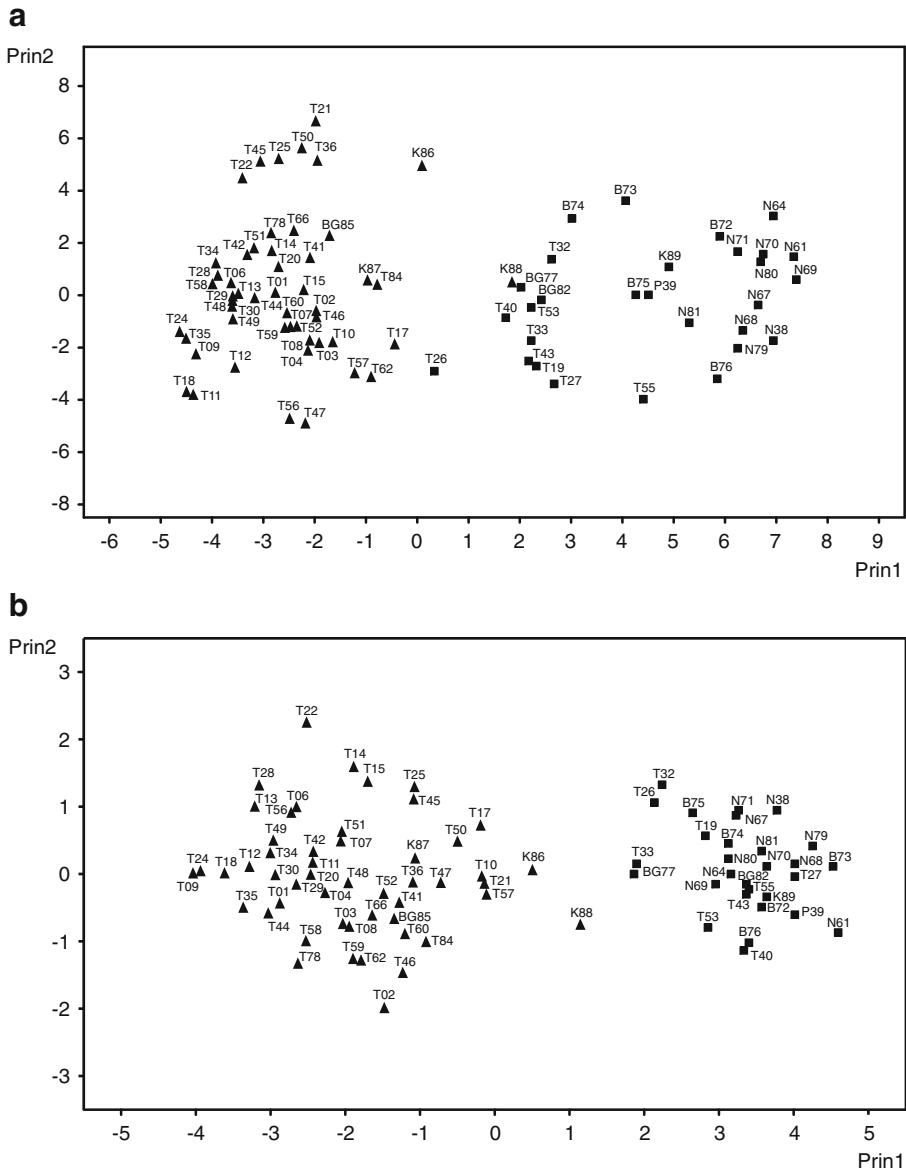 a
Prin2
8
T21
6
T50
T25
T36
T45
K86
T22
4
B73
N64
B74
T78
T66
BG85
B72
2
T51
T42
T14
N71
N70
N61
T34
T41
T32
T20
K89
N80
T28
T06
K87
K88
N69
T58
T01
T15
T84
BG77
0
T29
T13
BG82
B75
P39
N67
T48
T30
T44
T60
T02
T53
T24
T49
T07
T46
T40
N81
N68
T35
T59
T52
T10
T17
T33
N38
T09
T08
T03
N79
-2
T12
T04
T43
T57
T62
T26
T19
T18
T27
B76
T11
T55
-4
T56
T47
-6
-8
-6 -5 -4 -3 -2 -1 0 1 2 3 4 5 6 7 8 9
Prin1
b
Prin2
3
T22
2
T14
T28
T15
T25
T32
T13
T06
T45
T26
N71
N38
1
T56
T17
B75
N67
T51
T19
T49
T07
T50
B74
N81
N79
T42
K87
T34
T33
N80
N70
N68
B73
T24
T12
T11
T10
K86
0
T18
T30
T20
T48
T36
T47
BG77
N64
BG82
T27
T09
T29
T52
T21
N69
T55
T01
T04
T41
T57
T35
T43
K89
T44
T03
T66
BG85
K88
T53
B72
P39
T08
T60
N61
-1
T58
T84
B76
T78
T59
T62
T46
T40
T02
-2
-3
-5 -4 -3 -2 -1 0 1 2 3 4 5
Prin1